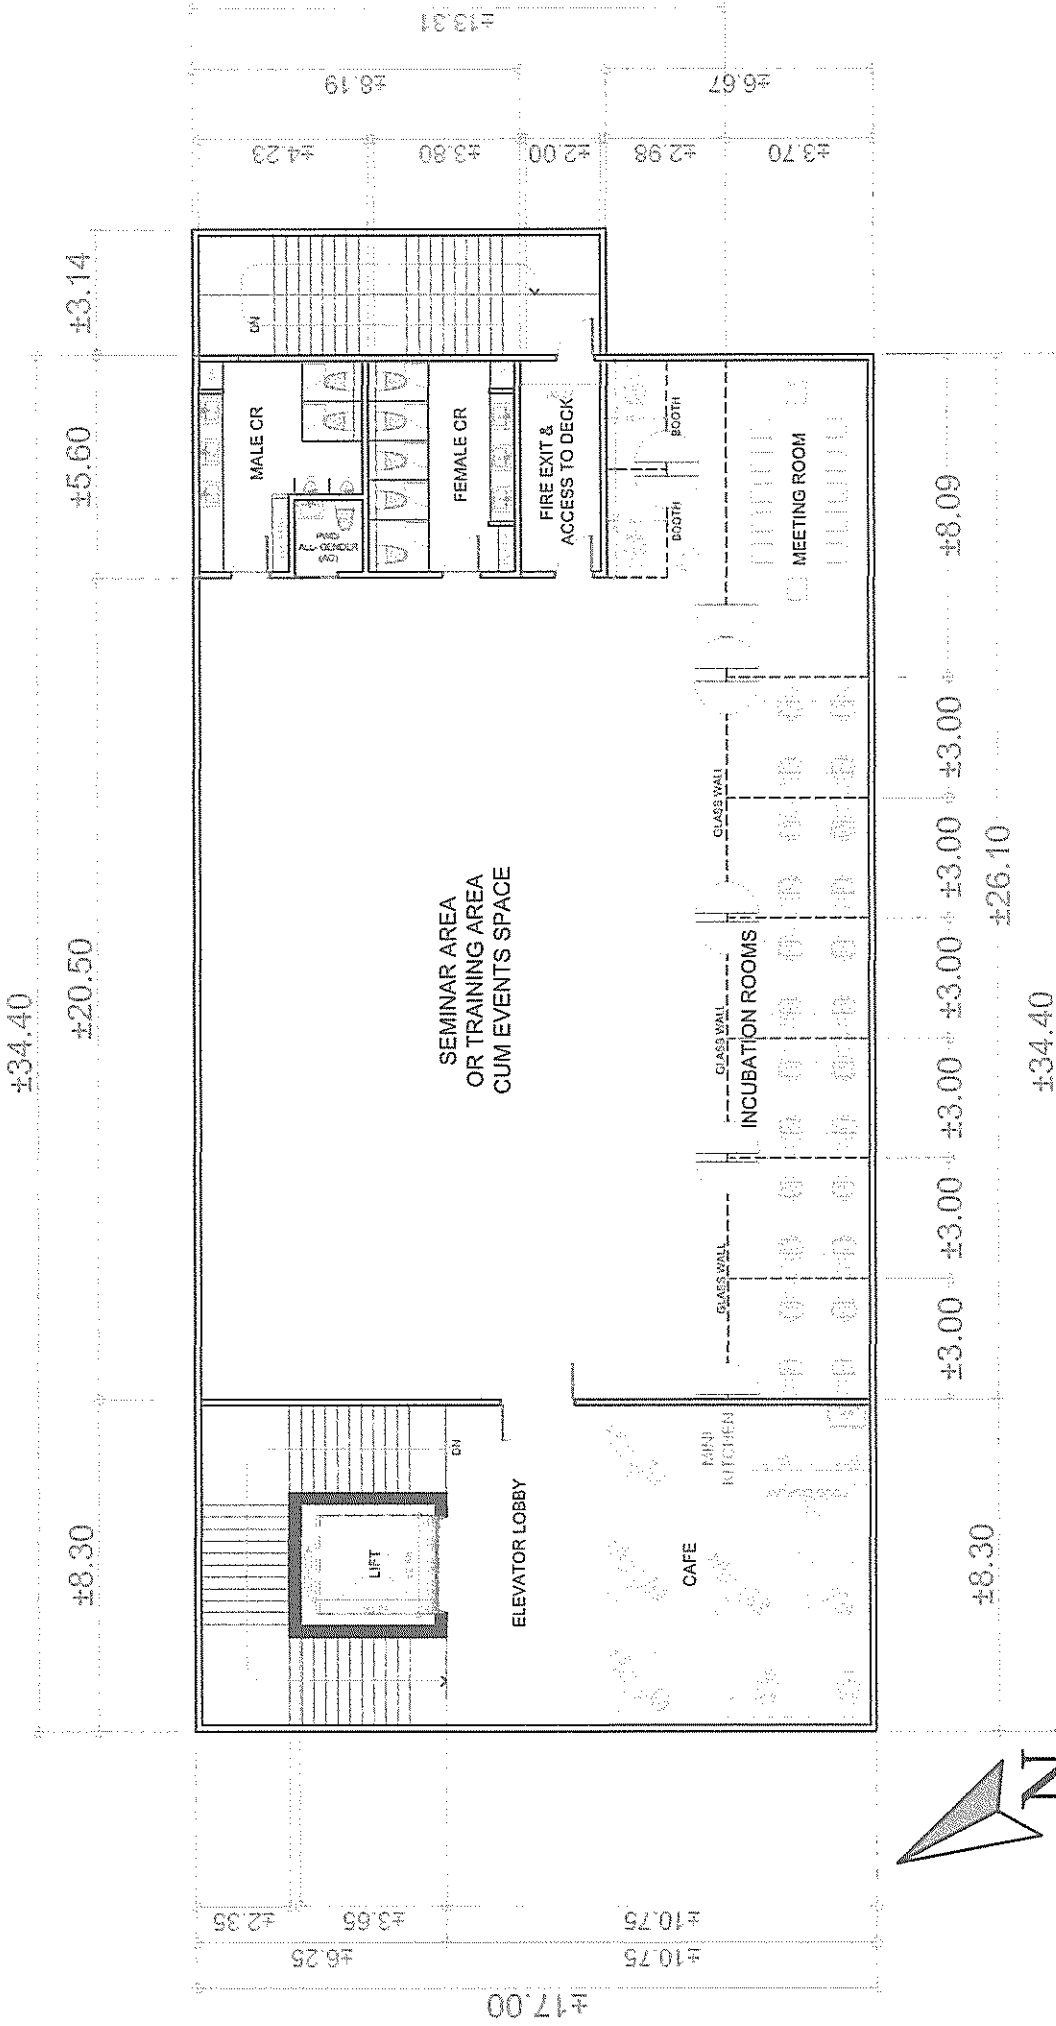 ±34.40
±8.30
±20.50
±5.60
±3.14
±17.00
±6.25
±10.75
±2.35
±3.65
±10.75
LIFT
DN
ELEVATOR LOBBY
CAFE
MINI
KITCHEN
SEMINAR AREA
OR TRAINING AREA
CUM EVENTS SPACE
GLASS WALL
GLASS WALL
GLASS WALL
INCUBATION ROOMS
MALE CR
FEMALE CR
FIRE EXIT &
ACCESS TO DECK
BOOTH
BOOTH
MEETING ROOM
DN
±4.23
±3.80
±2.00
±2.98
±3.70
±8.19
±6.67
±13.31
±3.00
±3.00
±3.00
±3.00
±3.00
±3.00
±8.09
±8.30
±26.10
±34.40
N